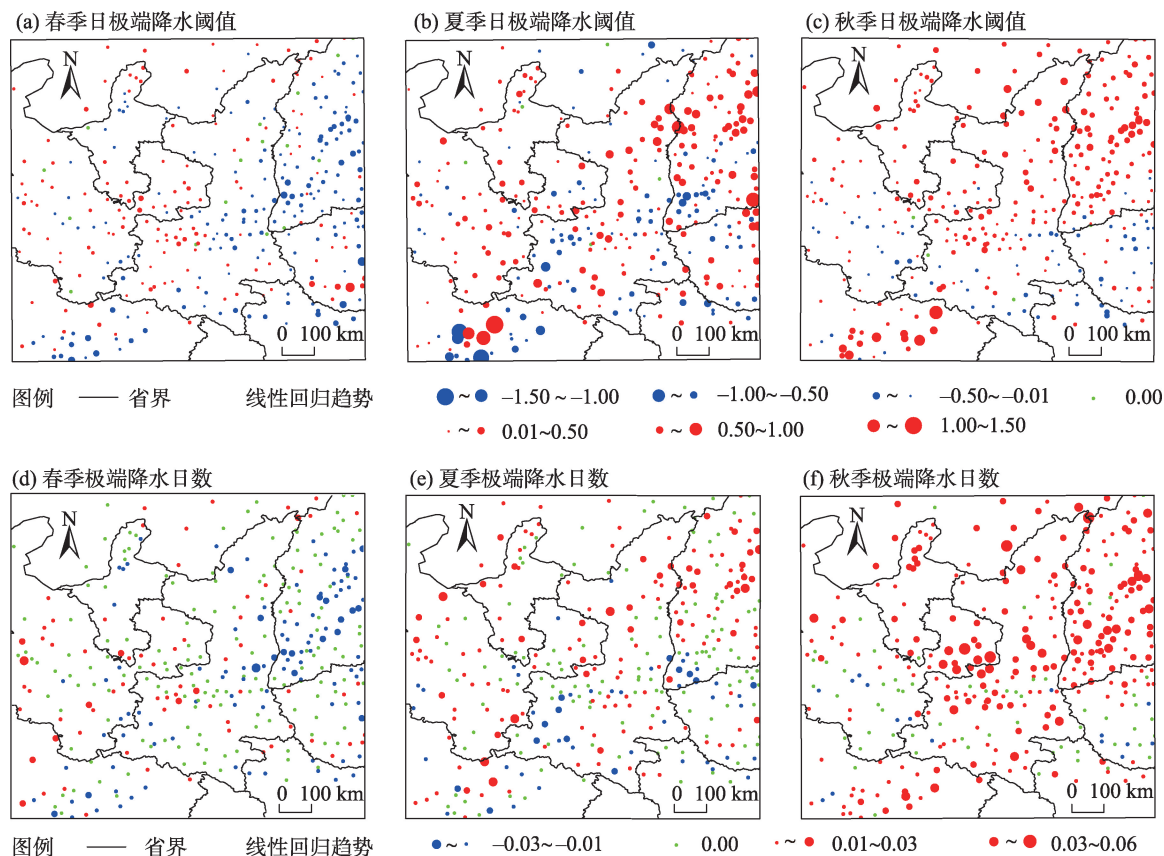 (a) 春季日极端降水阈值 (b) 夏季日极端降水阈值 (c) 秋季日极端降水阈值
N N N
0 100 km 0 100 km 0 100 km
图例 省界 线性回归趋势 ~ −1.50 ~ −1.00 ~ −1.00~ −0.50 ~ −0.50~ −0.01 0.00
~ 0.01~0.50 ~ 0.50~1.00 ~ 1.00~1.50
(d) 春季极端降水日数 (e) 夏季极端降水日数 (f) 秋季极端降水日数
N N N
0 100 km 0 100 km 0 100 km
图例 省界 线性回归趋势 ~ −0.03~ −0.01 0.00 ~ 0.01~0.03 ~ 0.03~0.06